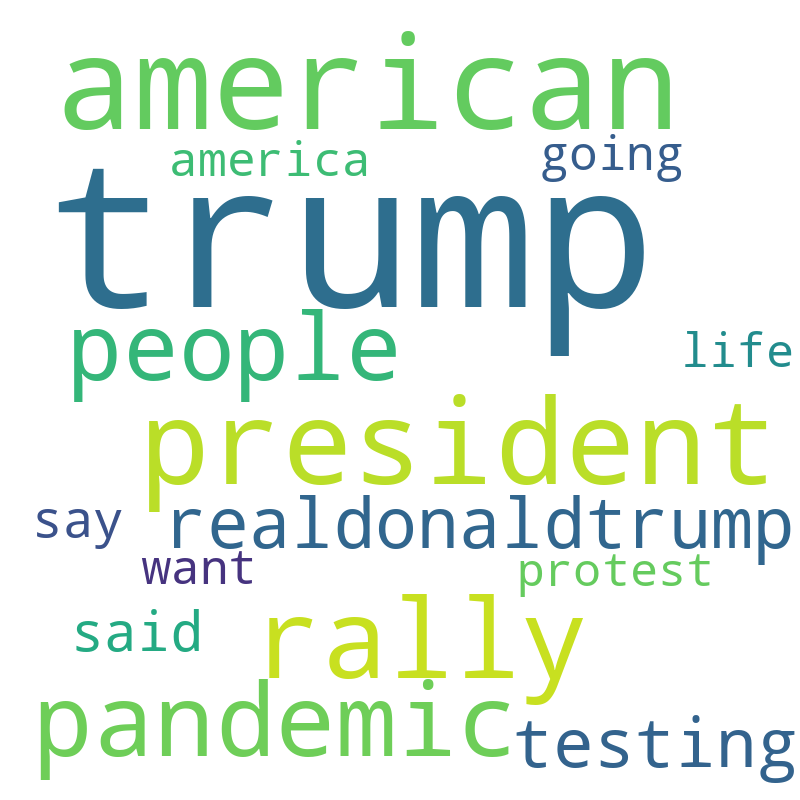 american
america going
trump
people life
president
say realdonaldtrump
want protest
said rally
pandemic testing